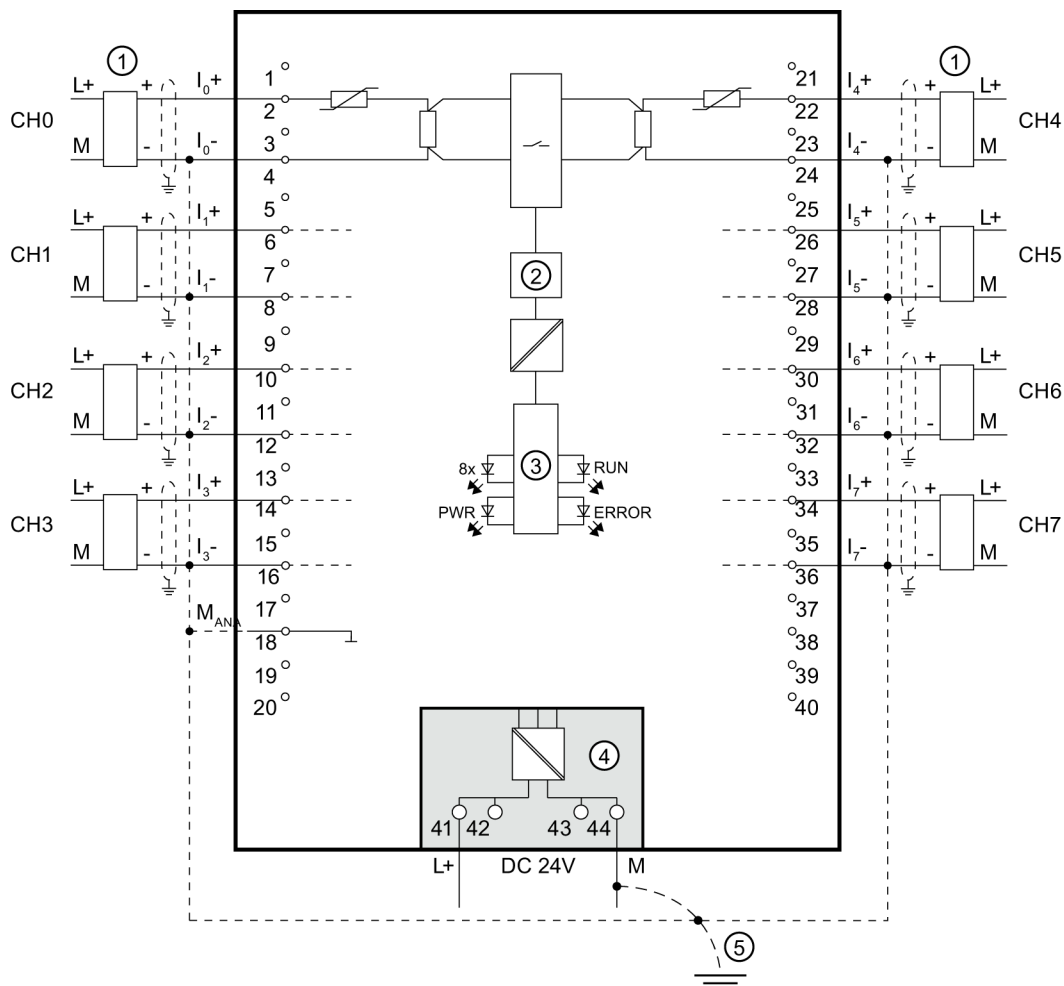 1
1
L+ + I0+ 1 21 I4+ + L+
2 22
CH0 CH4
3 23
M - I0- I4- - M
4 24
5 25
L+ + I1+ I5+ + L+
6 26
CH1 CH5
7 27
M - I1- I5- - M
2
8 28
9 29
L+ + I2+ I6+ + L+
10 30
CH2 CH6
11 31
M - I2- I6- - M
12 32
3
8x RUN
13 33
L+ + I3+ I7+ + L+
14 34
PWR ERROR
CH3 CH7
15 35
M - I3- I7- - M
16 36
17 37
MANA
18 38
19 39
20 40
4
41 42 43 44
L+ DC 24V M
5